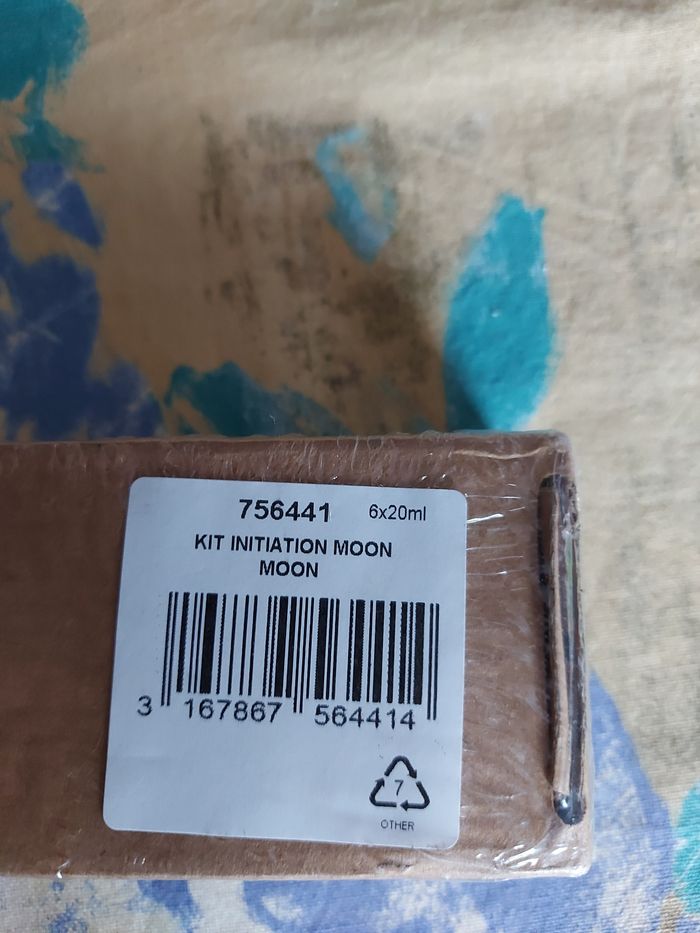 756441 6x20ml
KIT INITIATION MOON
MOON
3 167867 564414
7
OTHER